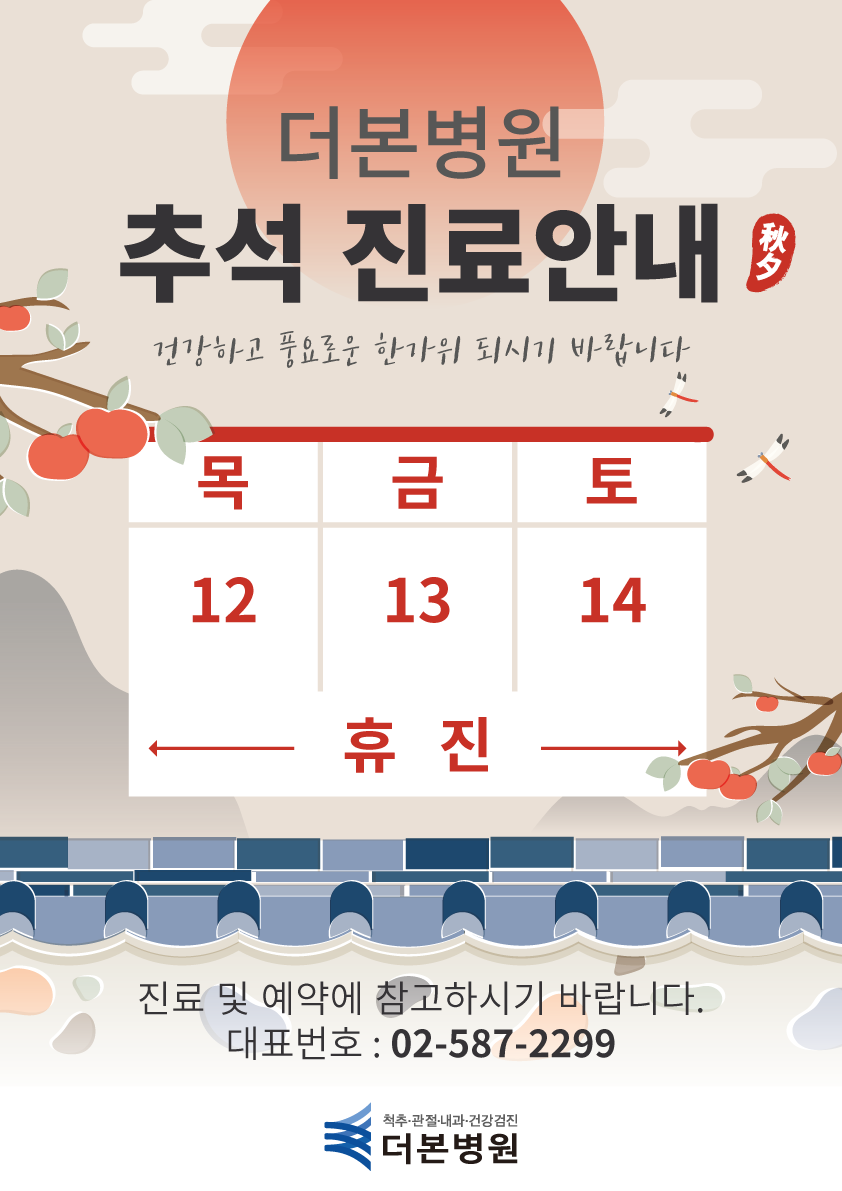 더본병원
추석 진료안내
秋夕
건강하고 풍요로운 한가위 되시기 바랍니다
목 금 토
12 13 14
휴 진
진료 및 예약에 참고하시기 바랍니다.
대표번호 : 02-587-2299
척추·관절·내과·건강검진
더본병원